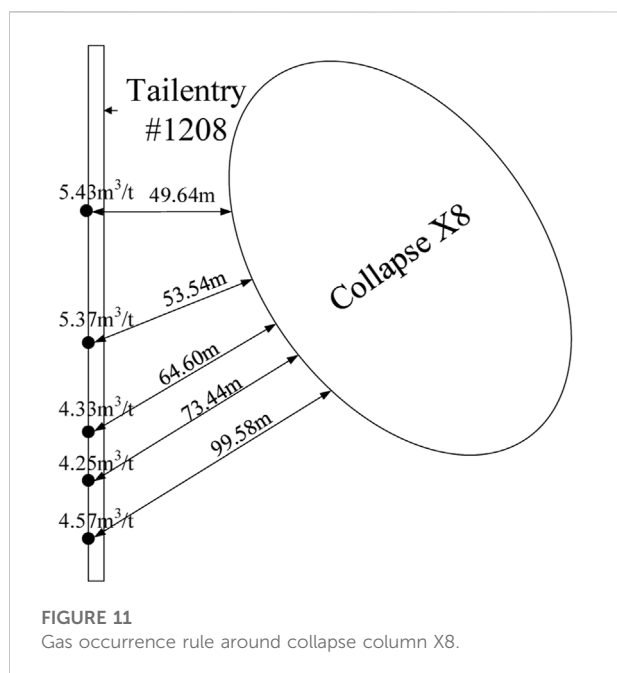 Tailentry
#1208
5.43m³/t
49.64m
Collapse X8
53.54m
5.37m³/t
64.60m
4.33m³/t
73.44m
4.25m³/t
99.58m
4.57m³/t
FIGURE 11
Gas occurrence rule around collapse column X8.